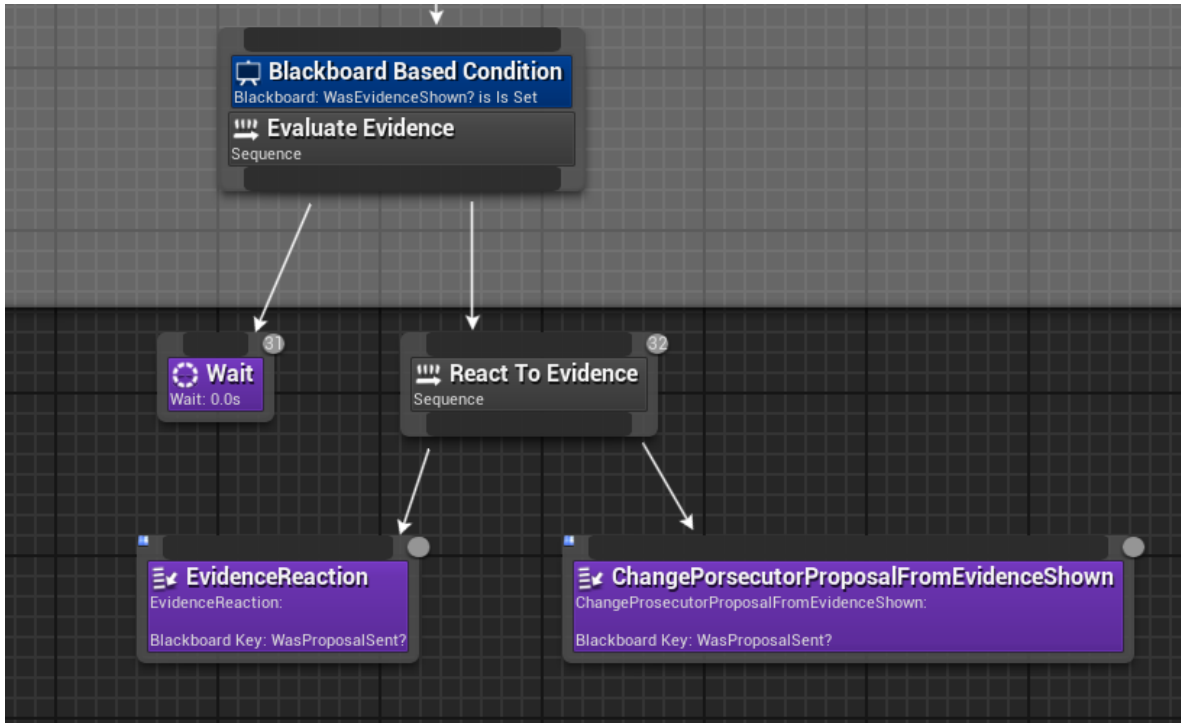 Blackboard Based Condition
Blackboard: WasEvidenceShown? is Is Set
Evaluate Evidence
Sequence
31
Wait
Wait: 0.0s
32
React To Evidence
Sequence
EvidenceReaction
EvidenceReaction:
Blackboard Key: WasProposalSent?
ChangePorsecutorProposalFromEvidenceShown
ChangeProsecutorProposalFromEvidenceShown:
Blackboard Key: WasProposalSent?